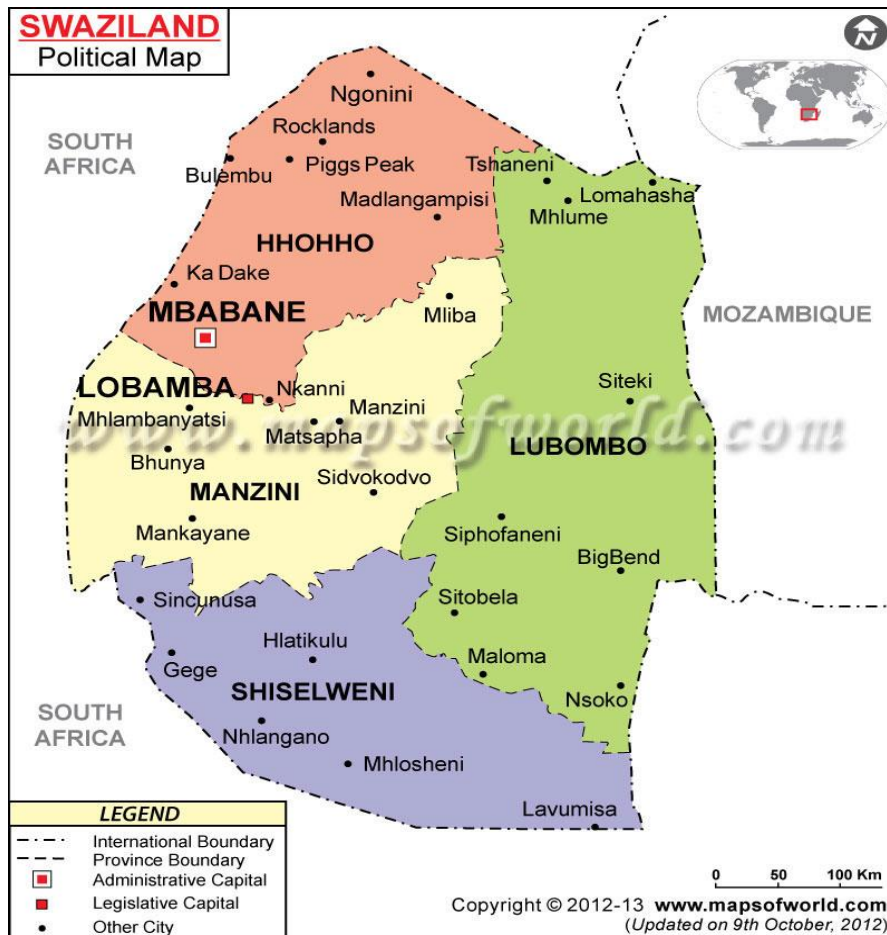 SWAZILAND
Political Map
N
SOUTH
AFRICA
Ngonini
Rocklands
Bulembu
Piggs Peak
Tshaneni
Lomahasha
Mhlume
Madlangampisi
HHOHHO
Ka Dake
MBABANE
Mliba
MOZAMBIQUE
LOBAMBA
Nkanni
Siteki
Mhlambanyatsi
Manzini
Matsapha
www.mapsofworld.com
LUBOMBO
Bhunya
MANZINI
Sidvokodvo
Mankayane
Siphofaneni
BigBend
Sincunusa
Sitobela
Hlatikulu
Gege
Maloma
SHISELWENI
Nsoko
SOUTH
AFRICA
Nhlangano
Mhlosheni
Lavumisa
LEGEND
International Boundary
Province Boundary
Administrative Capital
Legislative Capital
Other City
0 50 100 Km
Copyright © 2012-13 www.mapsofworld.com
(Updated on 9th October, 2012)